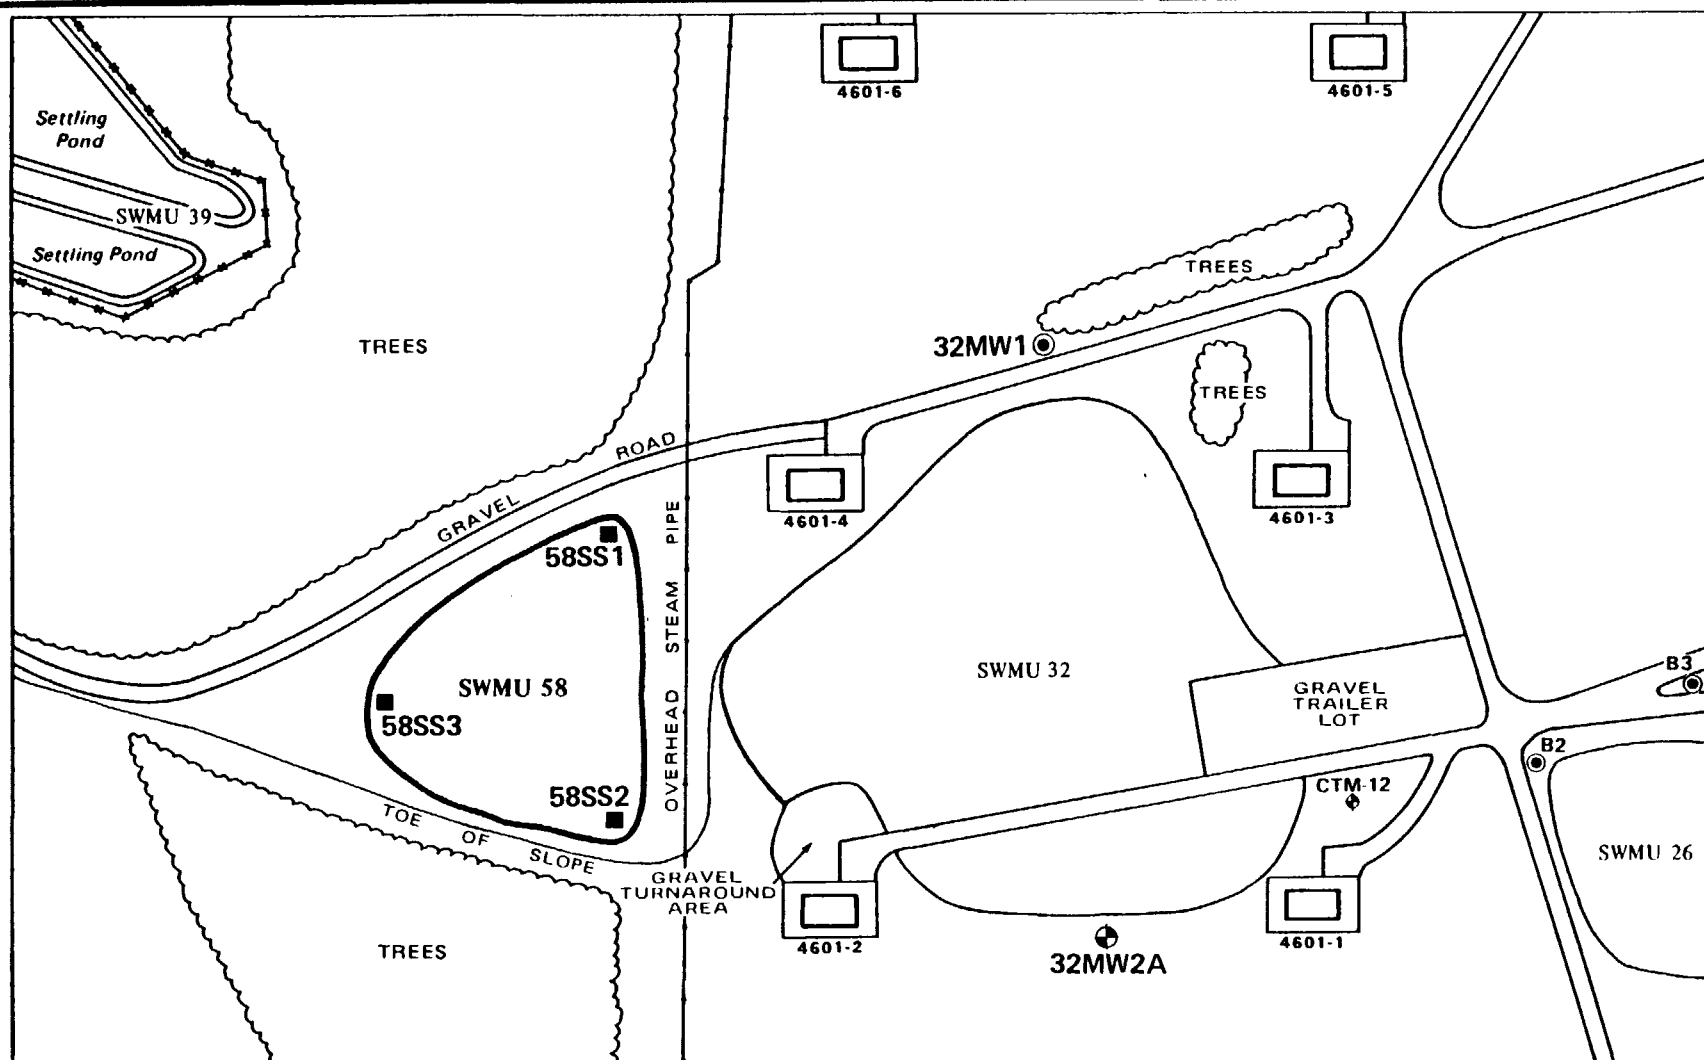 4601-6
4601-5
Settling
Pond
SWMU 39
Settling Pond
TREES
TREES
32MW1
TREES
GRAVEL ROAD
4601-4
4601-3
58SS1
OVERHEAD STEAM PIPE
SWMU 58
58SS3
58SS2
SWMU 32
GRAVEL
TRAILER
LOT
B3
B2
CTM-12
TOE OF SLOPE
SWMU 26
GRAVEL
TURNAROUND
AREA
4601-2
4601-1
TREES
32MW2A